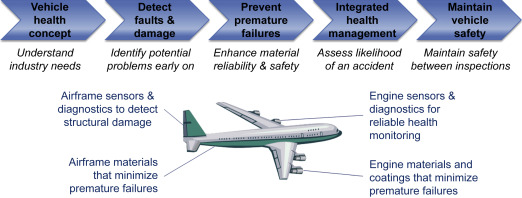 Vehicle health concept
Detect faults & damage
Prevent premature failures
Integrated health management
Maintain vehicle safety
Understand industry needs
Identify potential problems early on
Enhance material reliability & safety
Assess likelihood of an accident
Maintain safety between inspections
Airframe sensors &
diagnostics to detect
structural damage
Engine sensors &
diagnostics for
reliable health
monitoring
Airframe materials
that minimize
premature failures
Engine materials and
coatings that minimize
premature failures